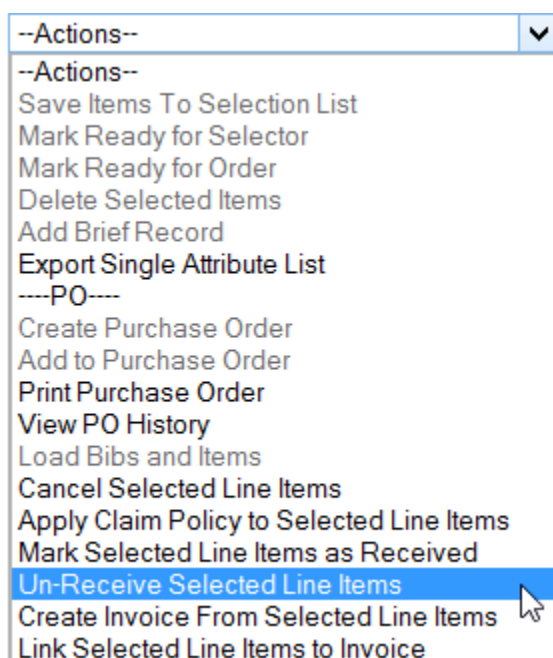 --Actions--
--Actions--
Save Items To Selection List
Mark Ready for Selector
Mark Ready for Order
Delete Selected Items
Add Brief Record
Export Single Attribute List
----PO----
Create Purchase Order
Add to Purchase Order
Print Purchase Order
View PO History
Load Bibs and Items
Cancel Selected Line Items
Apply Claim Policy to Selected Line Items
Mark Selected Line Items as Received
Un-Receive Selected Line Items
Create Invoice From Selected Line Items
Link Selected Line Items to Invoice